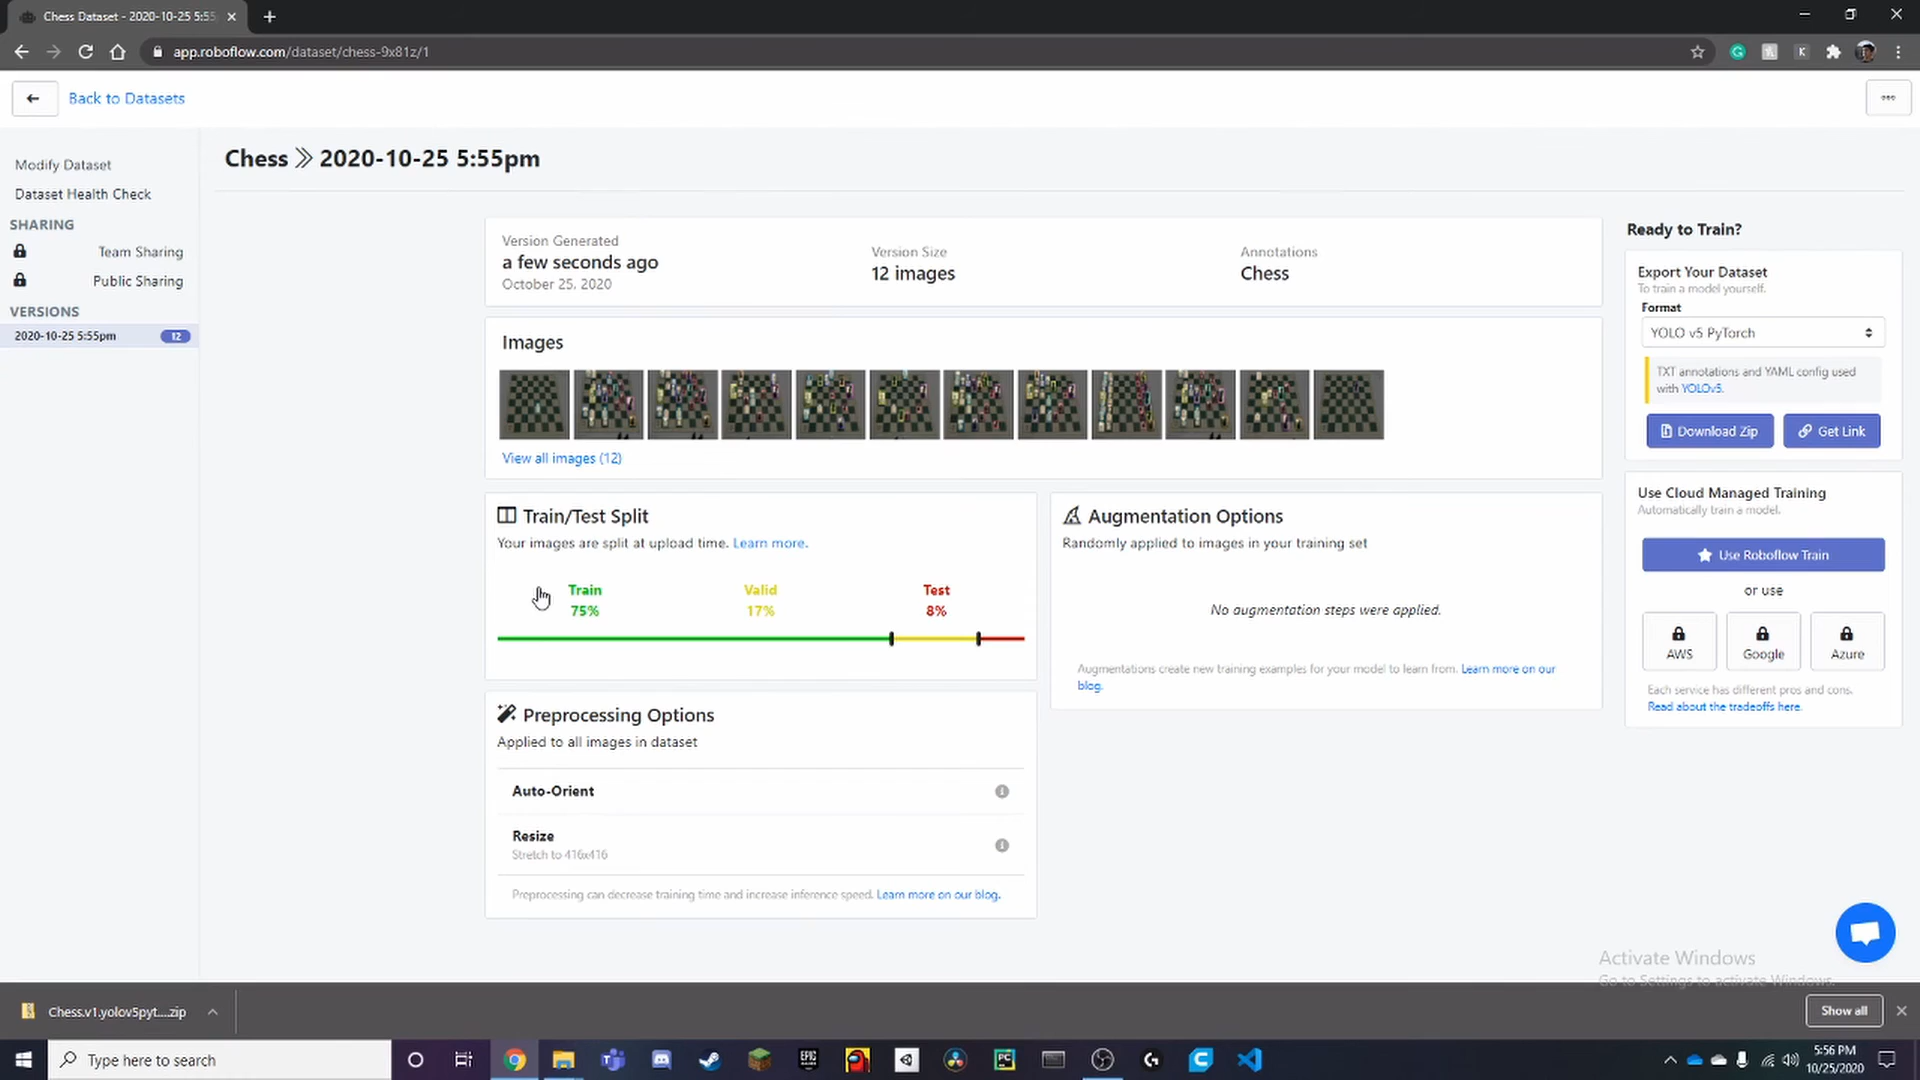 Chess Dataset - 2020-10-25 5:55
app.roboflow.com/dataset/chess-9x81z/1
Back to Datasets
Modify Dataset
Dataset Health Check
SHARING
Team Sharing
Public Sharing
VERSIONS
2020-10-25 5:55pm 12
Chess 2020-10-25 5:55pm
Version Generated
a few seconds ago
October 25, 2020
Version Size
12 images
Annotations
Chess
Images
View all images (12)
Train/Test Split
Your images are split at upload time. Learn more.
Train Valid Test
75% 17% 8%
Preprocessing Options
Applied to all images in dataset
Auto-Orient
Resize
Stretch to 416x416
Preprocessing can decrease training time and increase inference speed. Learn more on our blog.
Augmentation Options
Randomly applied to images in your training set
No augmentation steps were applied.
Augmentations create new training examples for your model to learn from. Learn more on our
blog.
Ready to Train?
Export Your Dataset
To train a model yourself.
Format
YOLO v5 PyTorch
TXT annotations and YAML config used
with YOLOv5.
Download Zip Get Link
Use Cloud Managed Training
Automatically train a model.
Use Roboflow Train
or use
AWS Google Azure
Each service has different pros and cons.
Read about the tradeoffs here.
Activate Windows
Go to Settings to activate Windows.
Chess.v1.yolov5pyt....zip
Show all
Type here to search
EPIC
PC
5:56 PM
10/25/2020